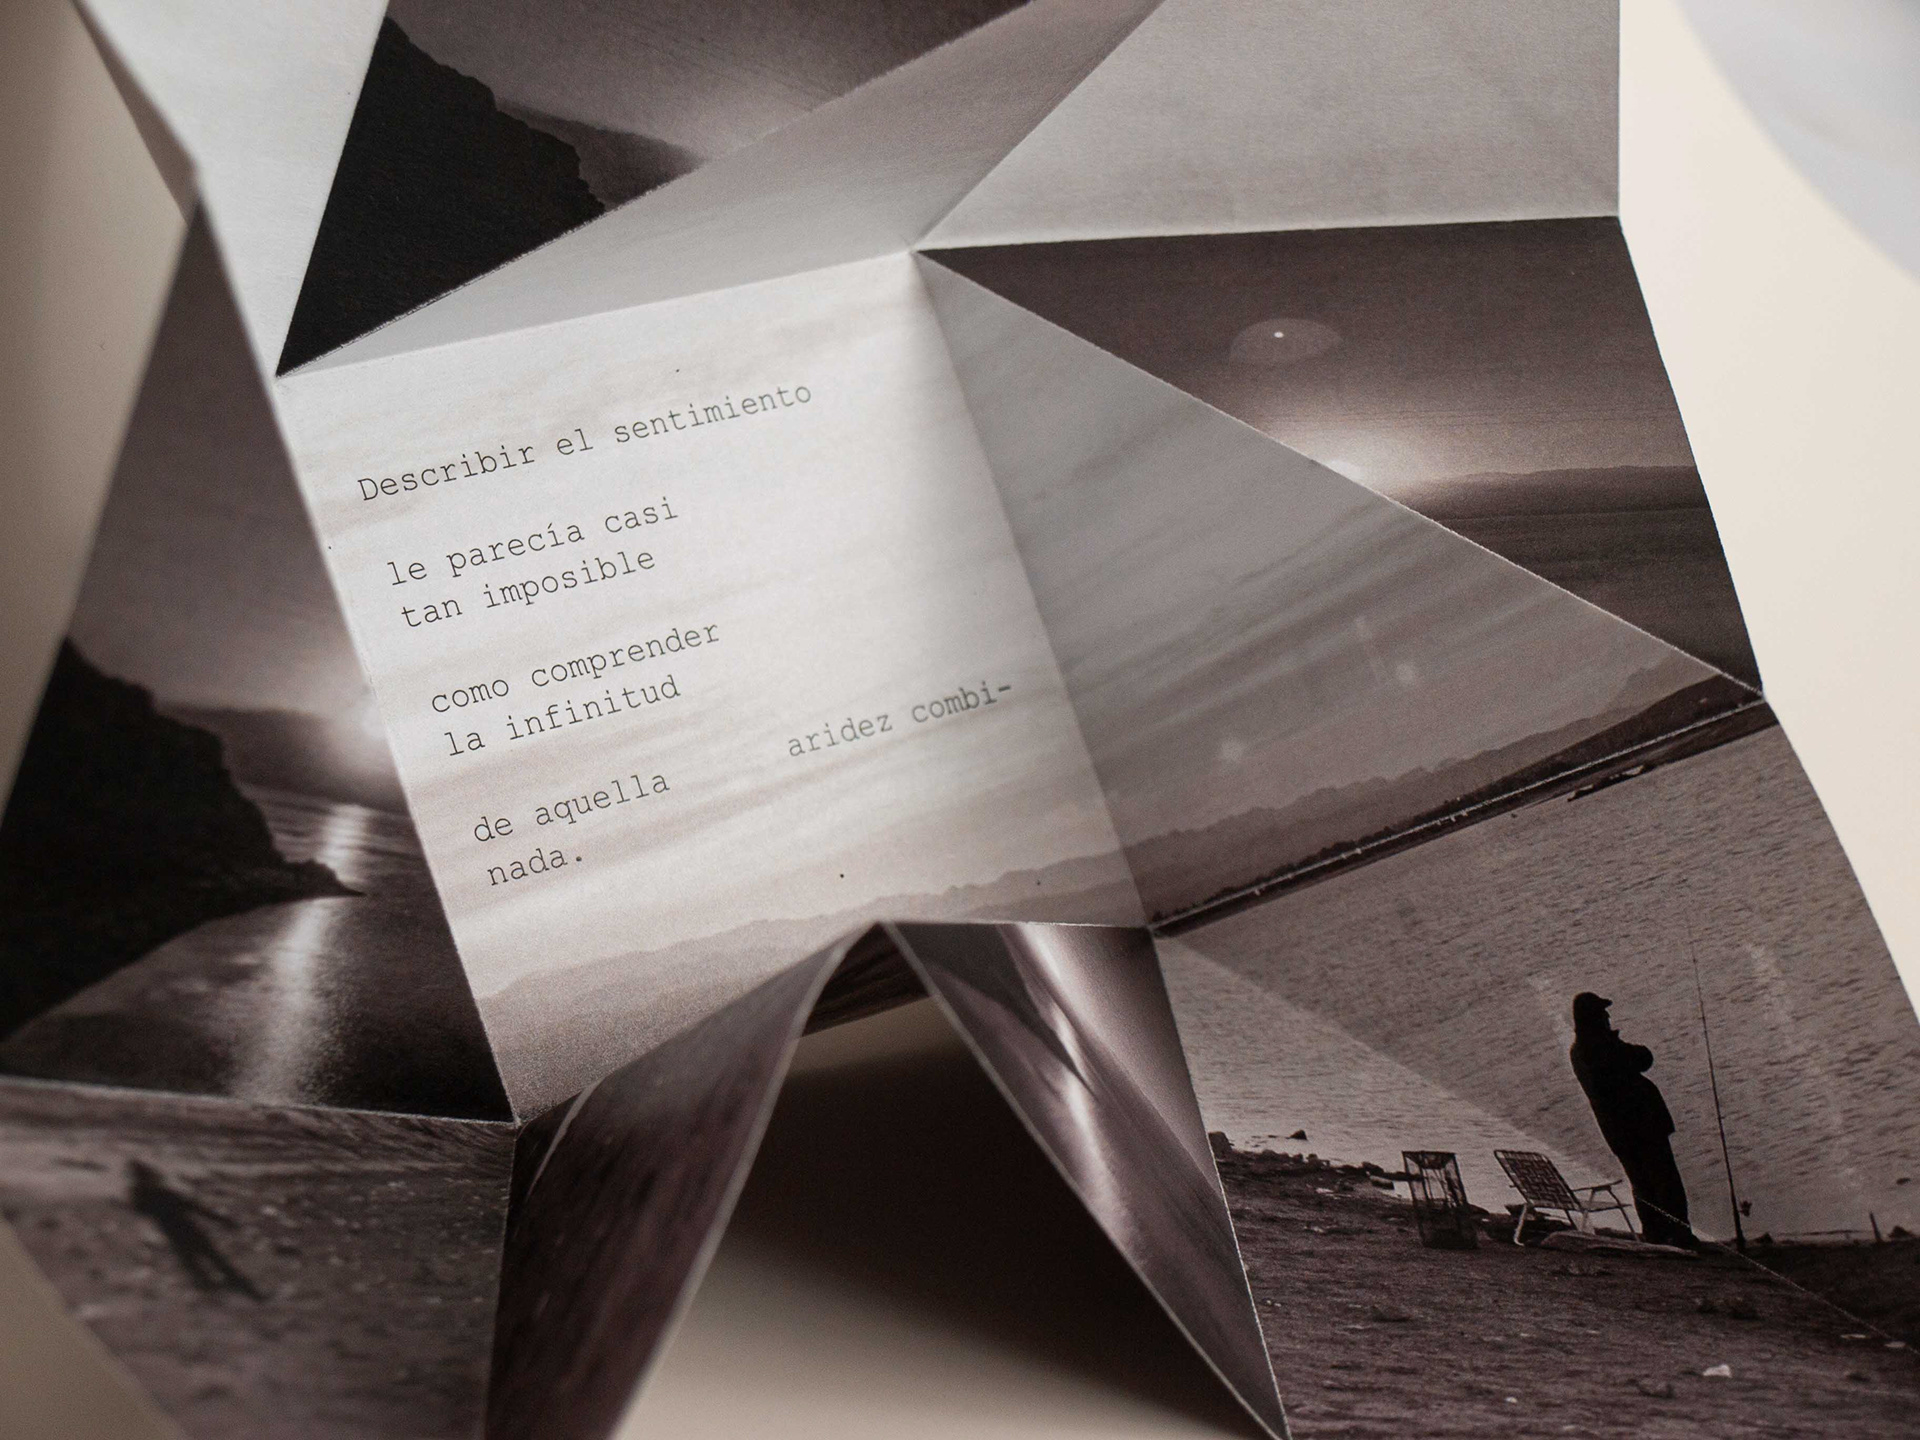 Describir el sentimiento
le parecía casi
tan imposible
como comprender
la infinitud
de aquella
nada.
aridez combi-